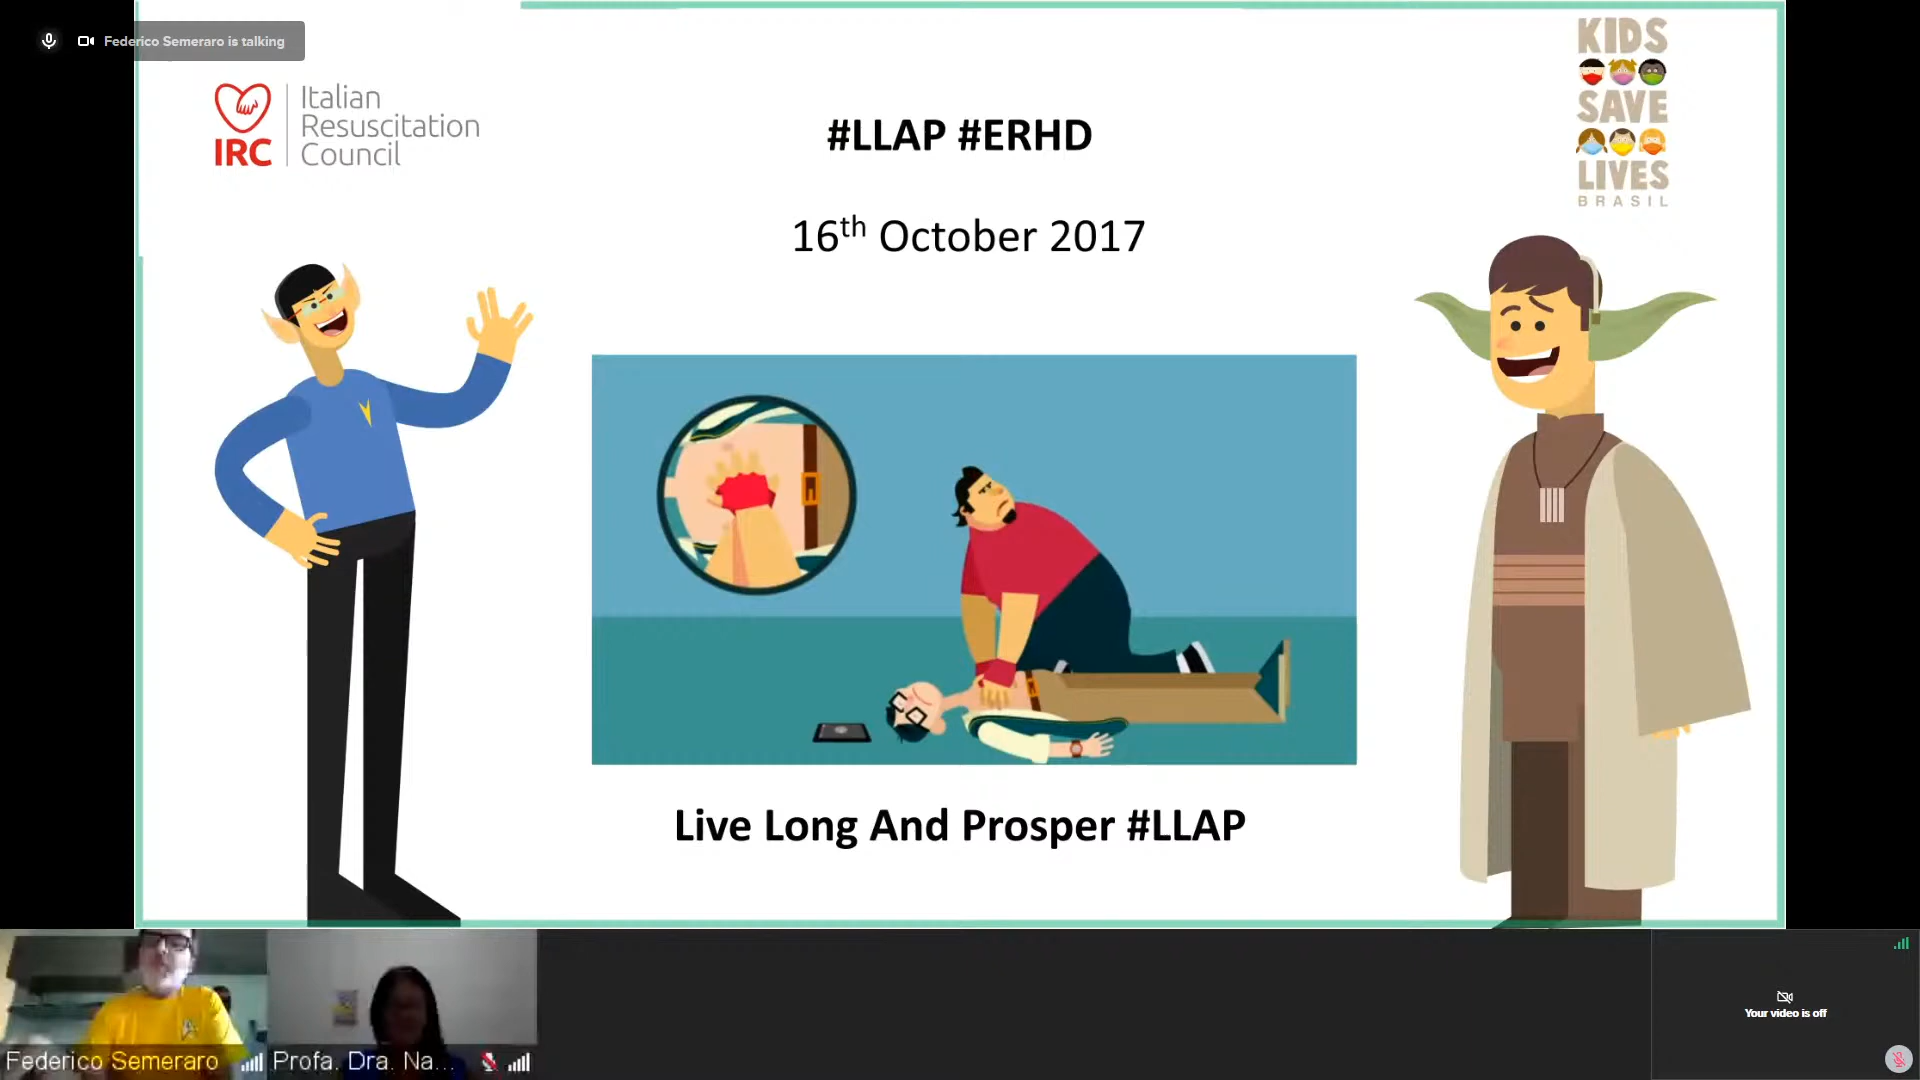 Federico Semeraro is talking
IRC
Italian
Resuscitation
Council
#LLAP #ERHD
16th October 2017
KIDS
SAVE
LIVES
BRASIL
Live Long And Prosper #LLAP
Federico Semeraro
Profa. Dra. Na...
Your video is off